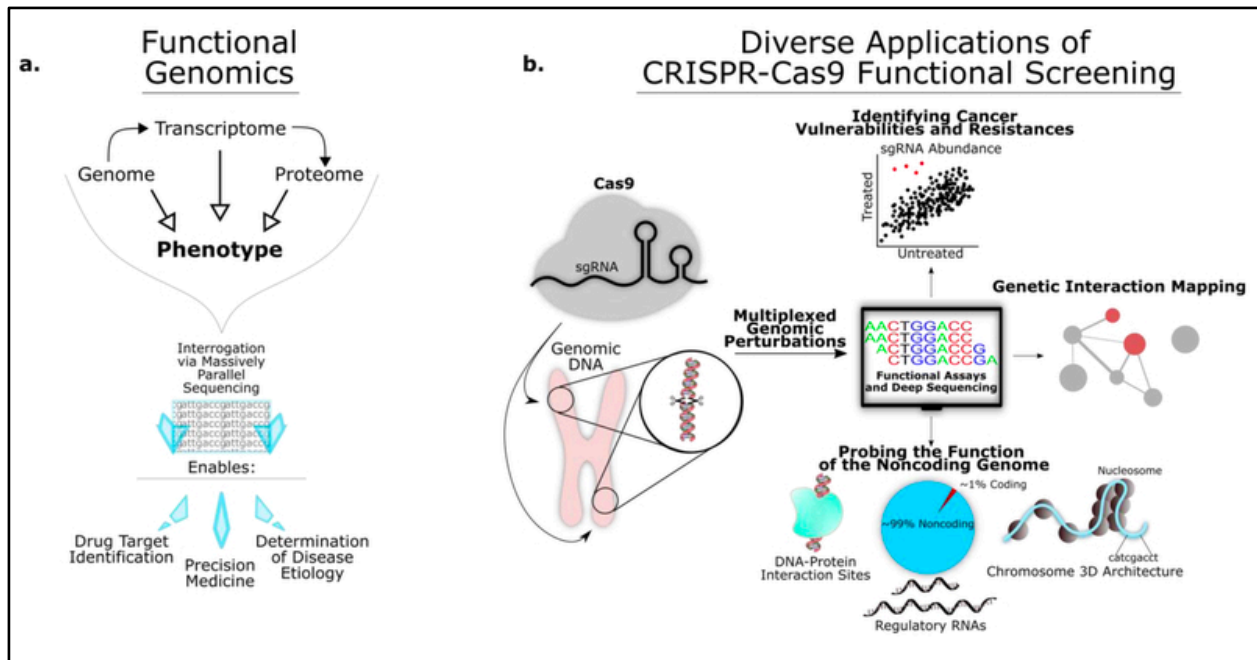 a.
Functional
Genomics
Transcriptome
Genome
Proteome
Phenotype
Interrogation
via Massively
Parallel
Sequencing
gattgaccgattgaccg
gattgaccgattgaccg
gattgaccgattgaccg
gattgaccgattgaccg
Enables:
Drug Target
Identification
Precision
Medicine
Determination
of Disease
Etiology
b.
Diverse Applications of
CRISPR-Cas9 Functional Screening
Cas9
sgRNA
Genomic
DNA
Multiplexed
Genomic
Perturbations
Identifying Cancer
Vulnerabilities and Resistances
sgRNA Abundance
Treated
Untreated
AACTGGACC
AACTGGACC
ACTGGACCG
CTGGACCGA
Functional Assays
and Deep Sequencing
Genetic Interaction Mapping
Probing the Function
of the Noncoding Genome
~1% Coding
~99% Noncoding
DNA-Protein
Interaction Sites
Regulatory RNAs
Nucleosome
catcgacct
Chromosome 3D Architecture